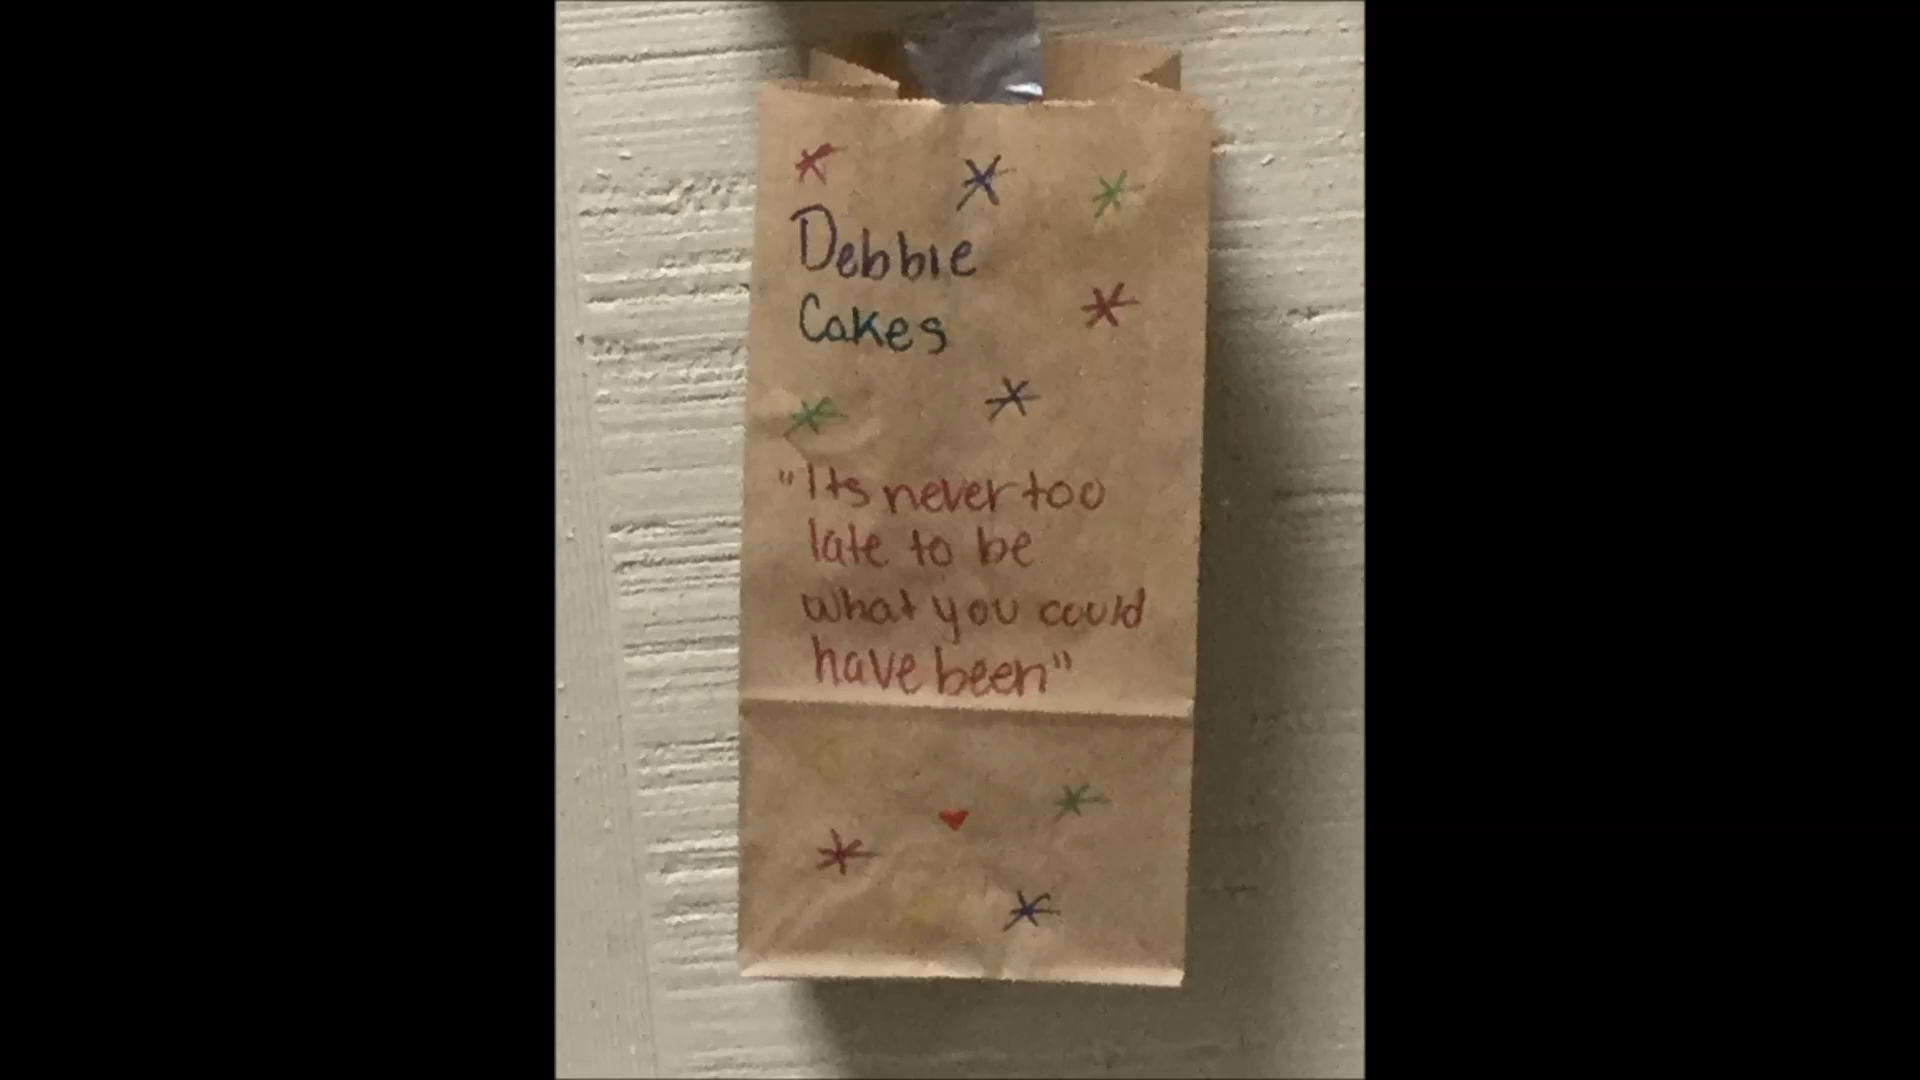 Debbie
Cakes
"Its never too
late to be
what you could
have been"